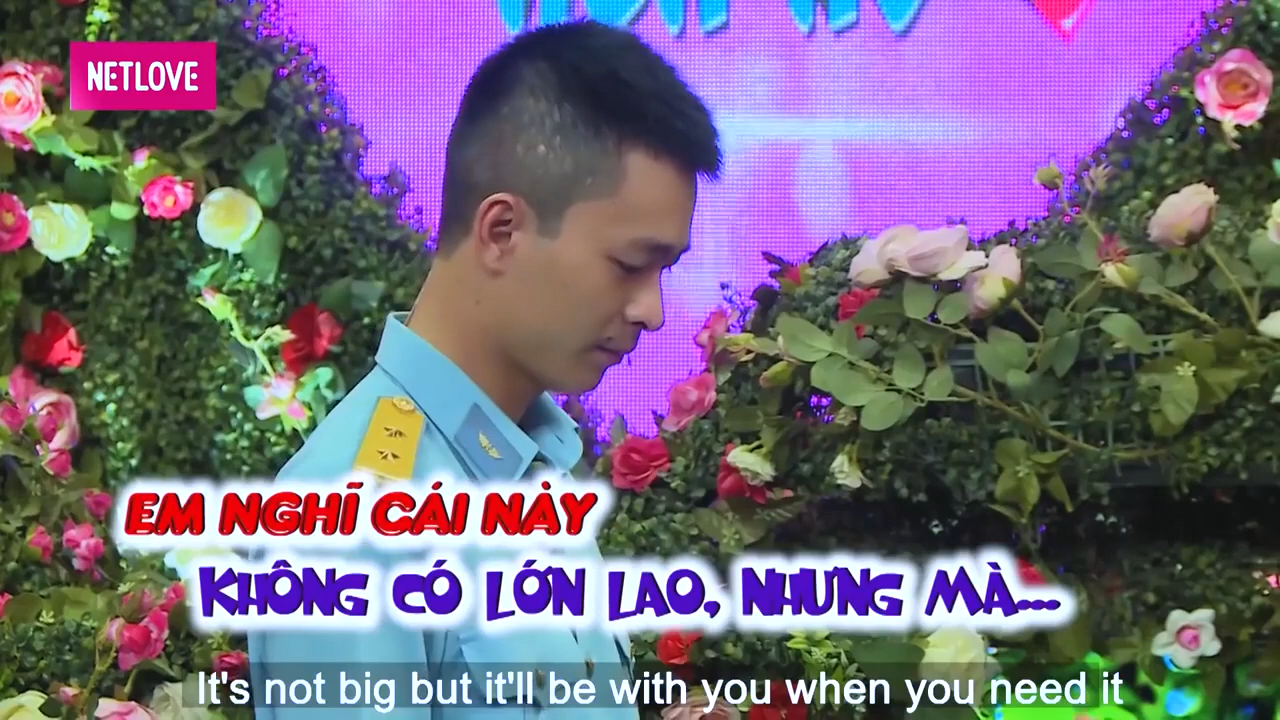 NETLOVE
EM NGHĨ CÁI NÀY
KHÔNG CÓ LỚN LAO, NHƯNG MÀ...
It's not big but it'll be with you when you need it